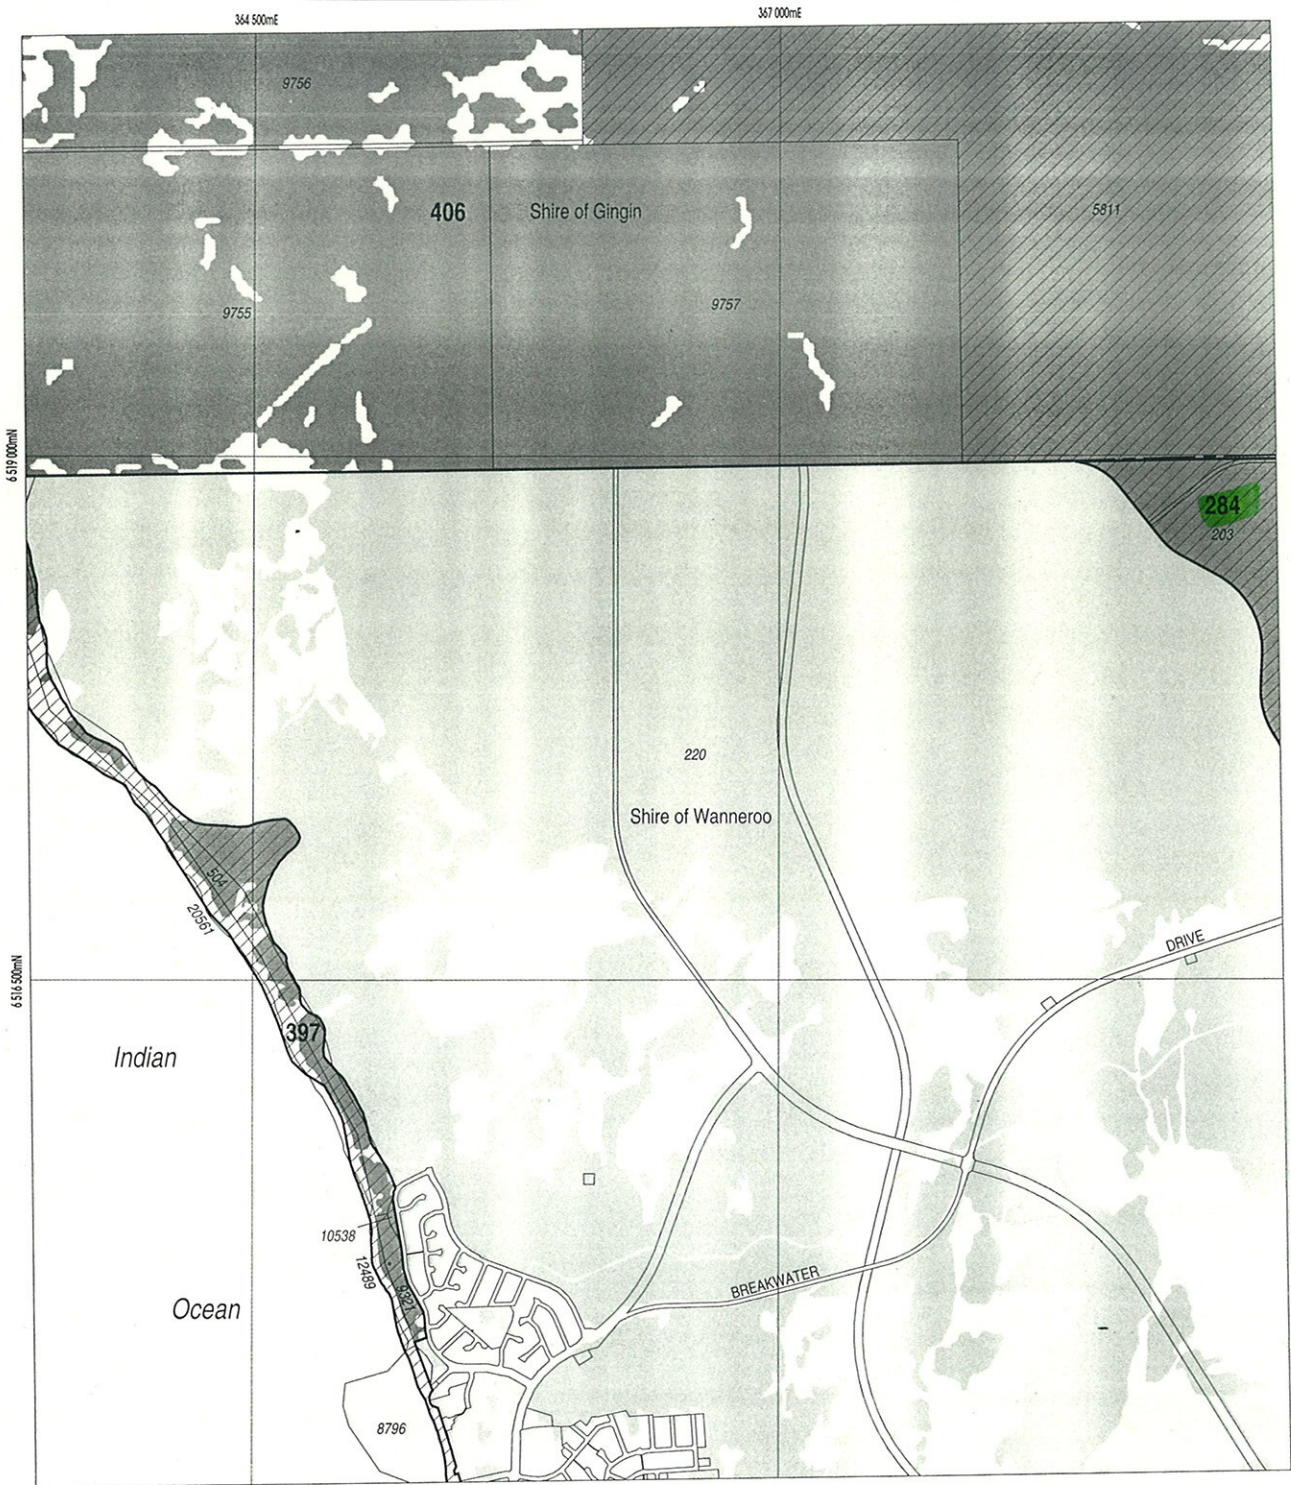 364 500mE
367 000mE
9756
406
Shire of Gingin
5811
9755
9757
6 519 000mN
284
203
220
Shire of Wanneroo
504
20561
DRIVE
6 516 500mN
397
Indian
10538
12489
9321
BREAKWATER
Ocean
8796